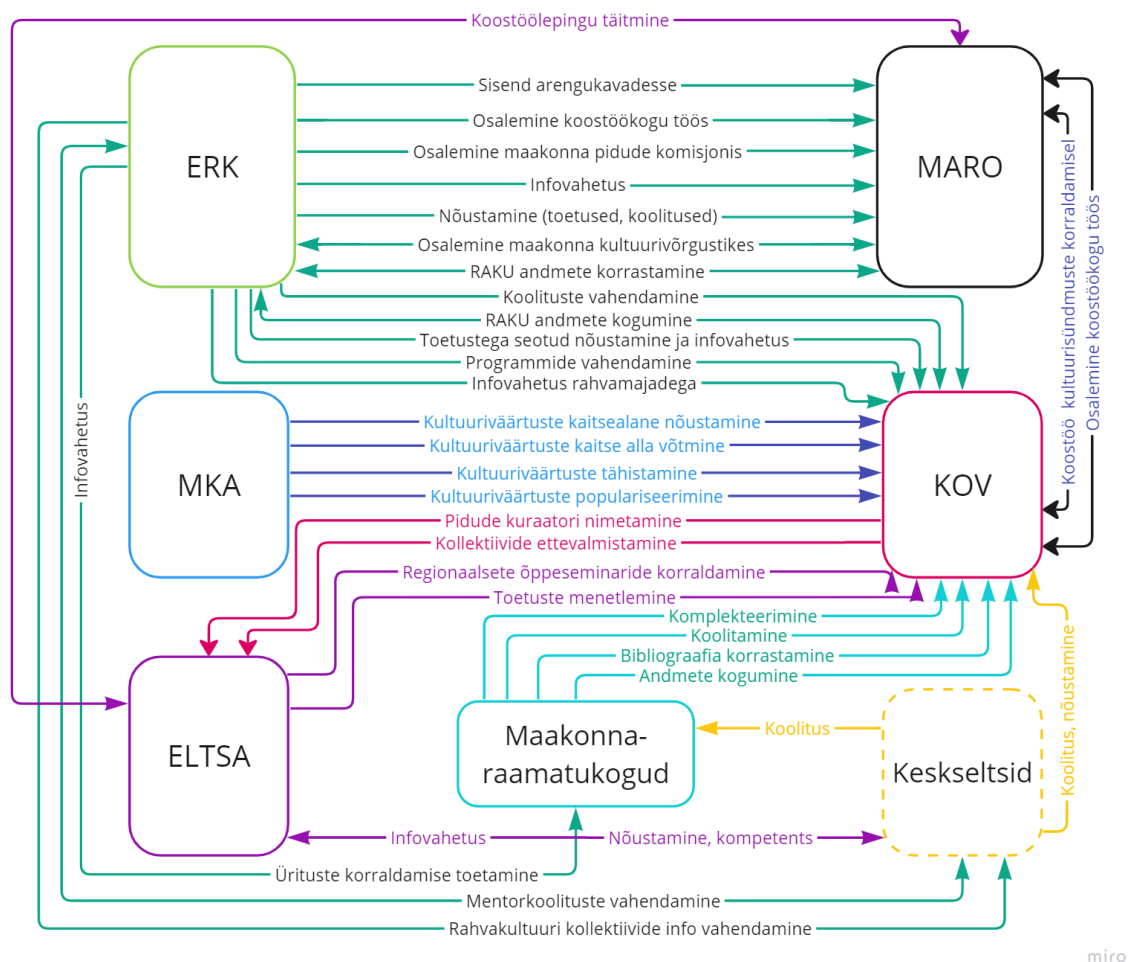 Koostöölepingu täitmine
ERK
MARO
Sisend arengukavadesse
Osalemine koostöökogu töös
Osalemine maakonna pidude komisjonis
Infovahetus
Nõustamine (toetused, koolitused)
Osalemine maakonna kultuurivõrgustikes
RAKU andmete korrastamine
Koolituste vahendamine
RAKU andmete kogumine
Toetustega seotud nõustamine ja infovahetus
Programmide vahendamine
Infovahetus rahvamajadega
Koostöö kultuurisündmuste korraldamisel
Osalemine koostöökogu töös
Infovahetus
MKA
KOV
Kultuuriväärtuste kaitsealane nõustamine
Kultuuriväärtuste kaitse alla võtmine
Kultuuriväärtuste tähistamine
Kultuuriväärtuste populariseerimine
Pidude kuraatori nimetamine
Kollektiivide ettevalmistamine
Regionaalsete õppeseminaride korraldamine
Toetuste menetlemine
Komplekteerimine
Koolitamine
Bibliograafia korrastamine
Andmete kogumine
ELTSA
Maakonna-
raamatukogud
Koolitus
Keskseltsid
Koolitus, nõustamine
Infovahetus
Nõustamine, kompetents
Ürituste korraldamise toetamine
Mentorkoolituste vahendamine
Rahvakultuuri kollektiivide info vahendamine
miro